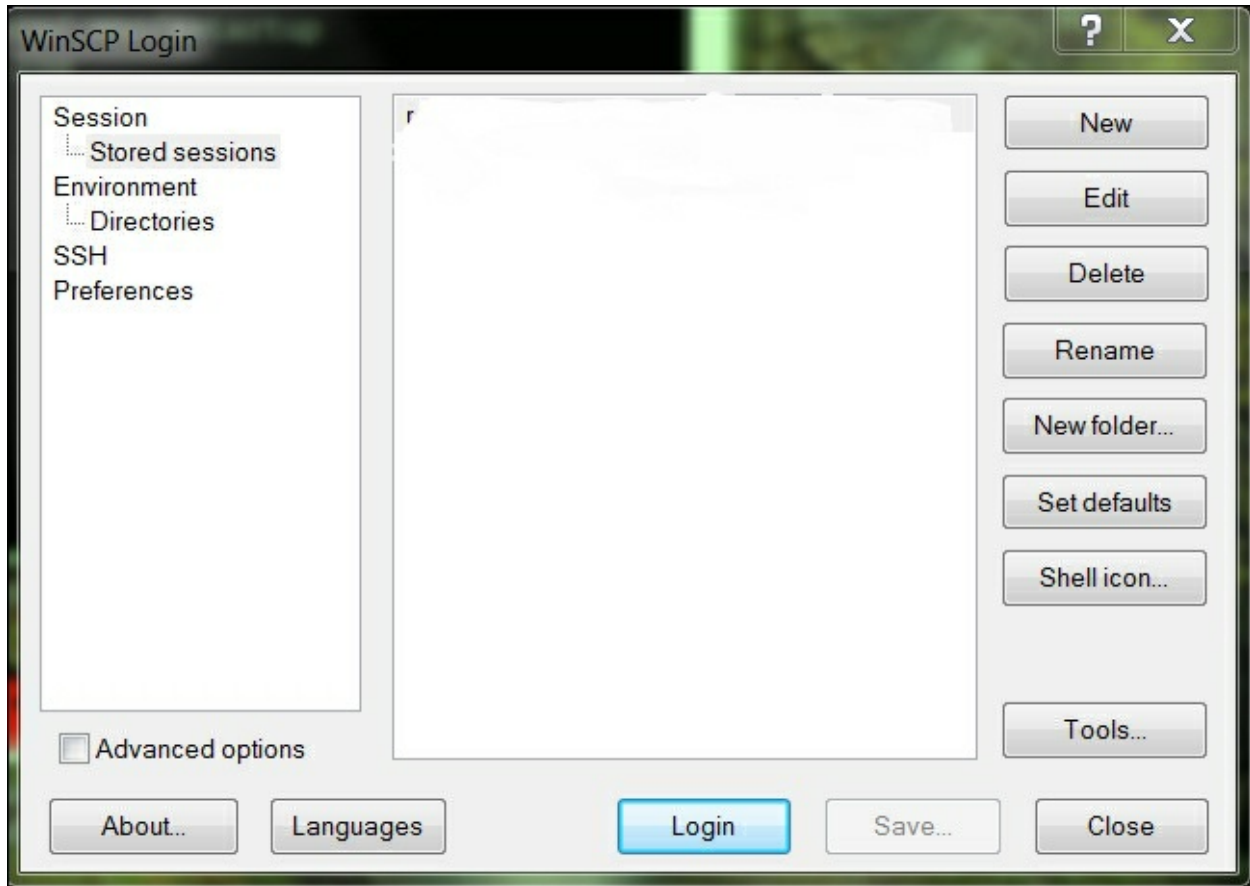 WinSCP Login
?
X
Session
Stored sessions
Environment
Directories
SSH
Preferences
r
New
Edit
Delete
Rename
New folder...
Set defaults
Shell icon...
Tools...
Advanced options
About...
Languages
Login
Save...
Close